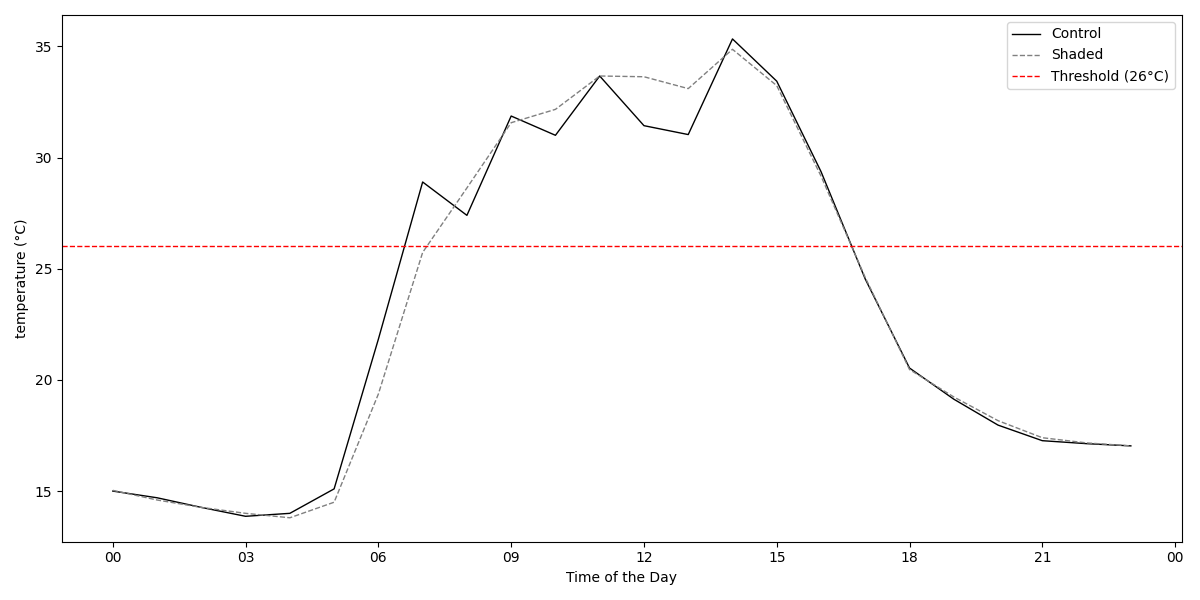 Control
Shaded
Threshold (26°C)
35
30
25
20
15
temperature (°C)
00 03 06 09 12 15 18 21 00
Time of the Day